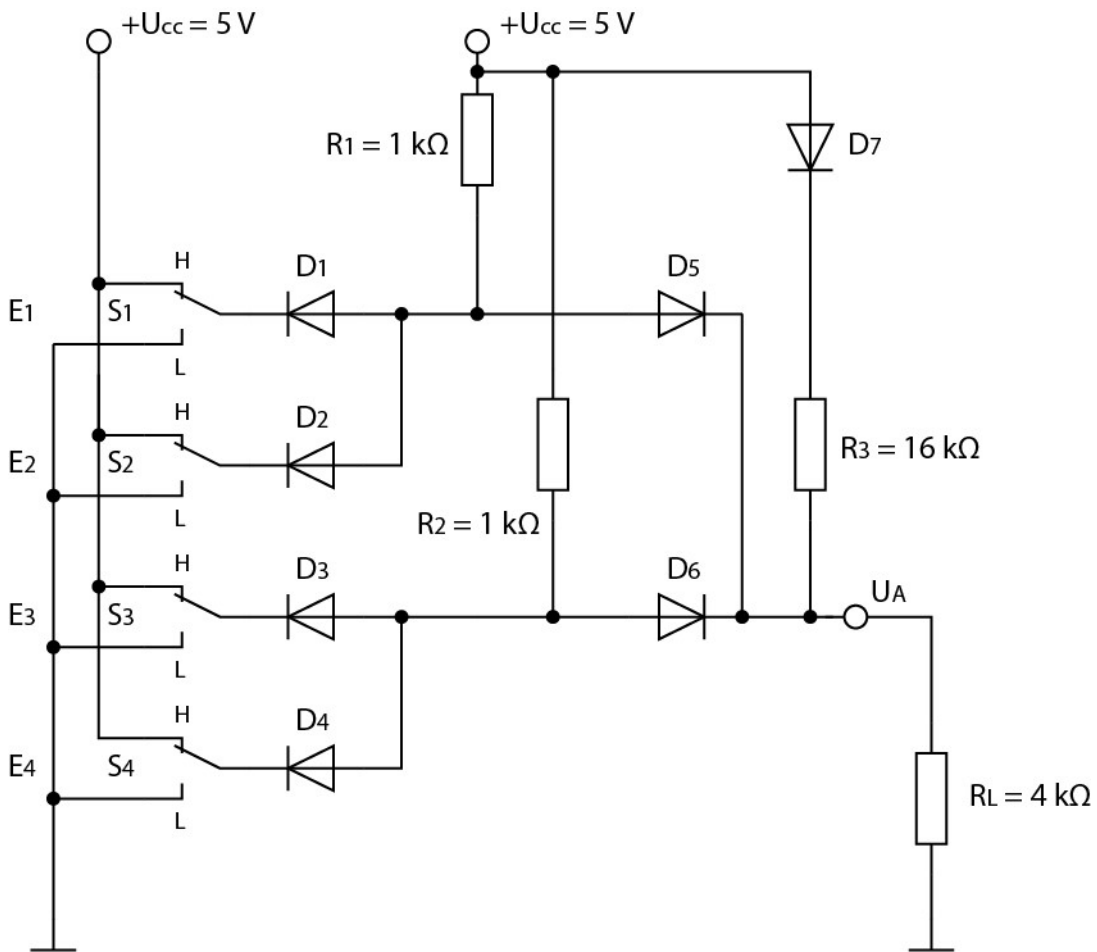 +Ucc = 5 V
+Ucc = 5 V
R1 = 1 kΩ
D7
H
D1
D5
E1
S1
L
H
D2
E2
S2
R3 = 16 kΩ
L
R2 = 1 kΩ
H
D3
D6
E3
S3
UA
L
H
D4
E4
S4
RL = 4 kΩ
L